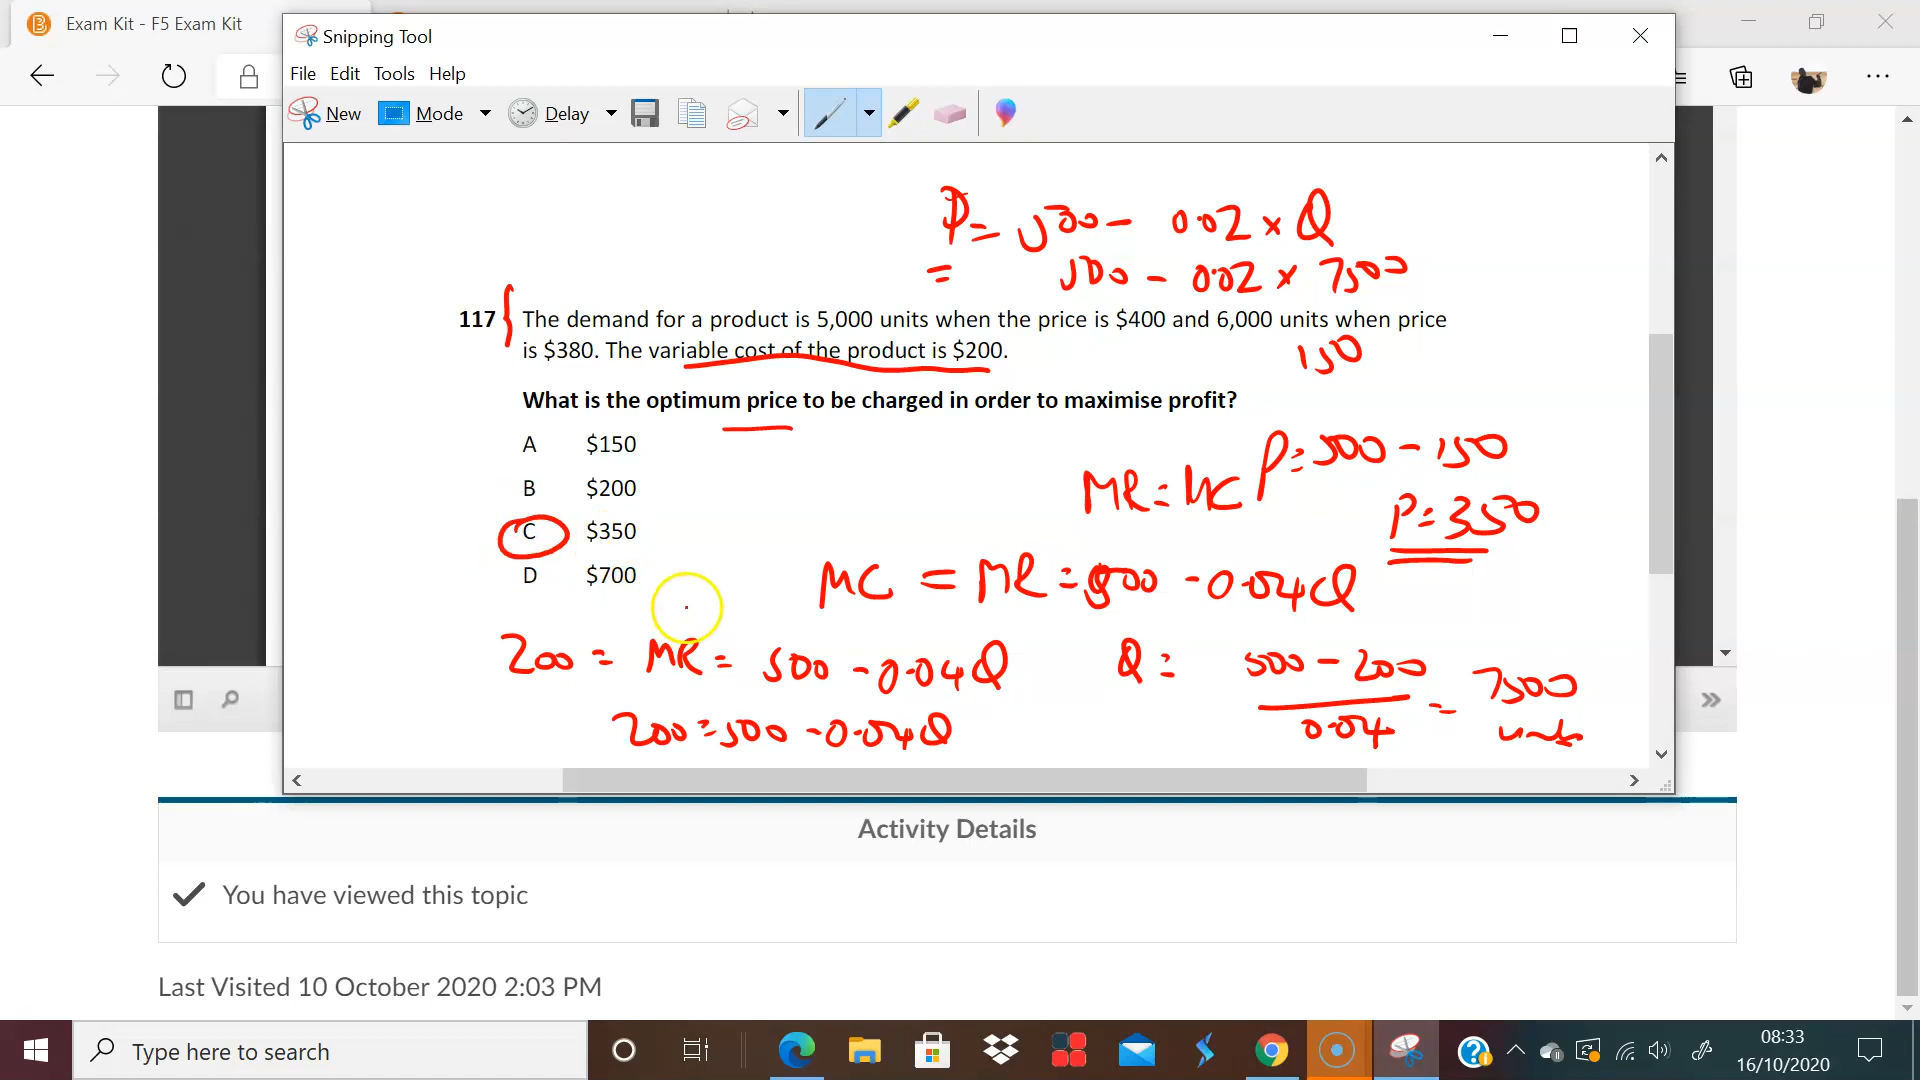 Exam Kit - F5 Exam Kit
Snipping Tool
File Edit Tools Help
New Mode Delay
P = 500 - 0.02 x Q
= 500 - 0.02 x 7500
117 The demand for a product is 5,000 units when the price is $400 and 6,000 units when price
is $380. The variable cost of the product is $200.
150
What is the optimum price to be charged in order to maximise profit?
A $150
B $200
C $350
D $700
P = 500 - 150
MR = MC
P = 350
MC = MR = 500 - 0.04Q
200 = MR = 500 - 0.04Q
200 = 500 - 0.04Q
Q = 500 - 200
0.04
= 7500
units
Activity Details
You have viewed this topic
Last Visited 10 October 2020 2:03 PM
Type here to search
08:33
16/10/2020